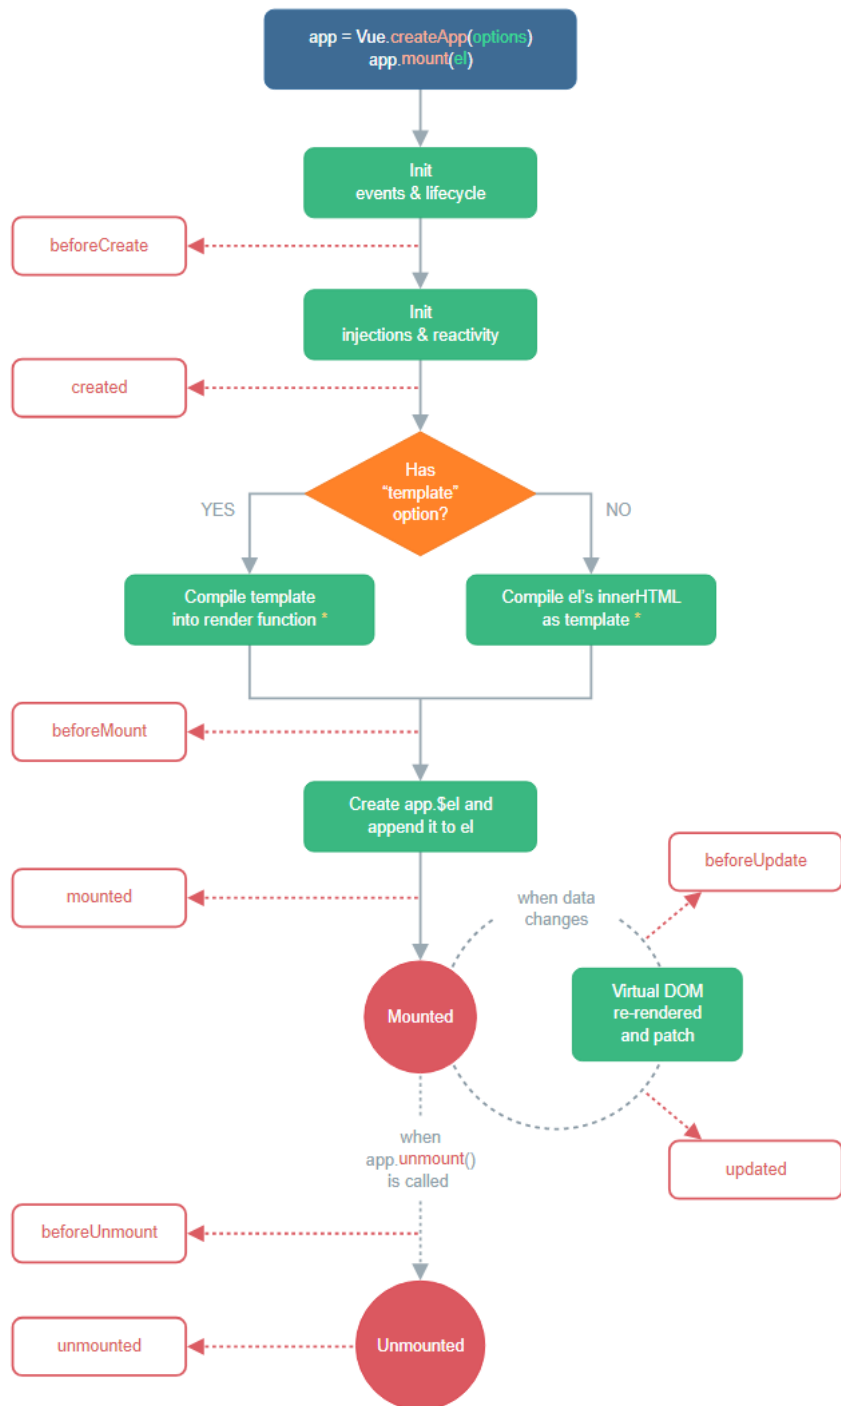 app = Vue.createApp(options)
app.mount(el)
Init
events & lifecycle
beforeCreate
Init
injections & reactivity
created
Has
“template”
option?
YES
NO
Compile template
into render function *
Compile el's innerHTML
as template *
beforeMount
Create app.$el and
append it to el
beforeUpdate
mounted
when data
changes
Mounted
Virtual DOM
re-rendered
and patch
when
app.unmount()
is called
updated
beforeUnmount
unmounted
Unmounted